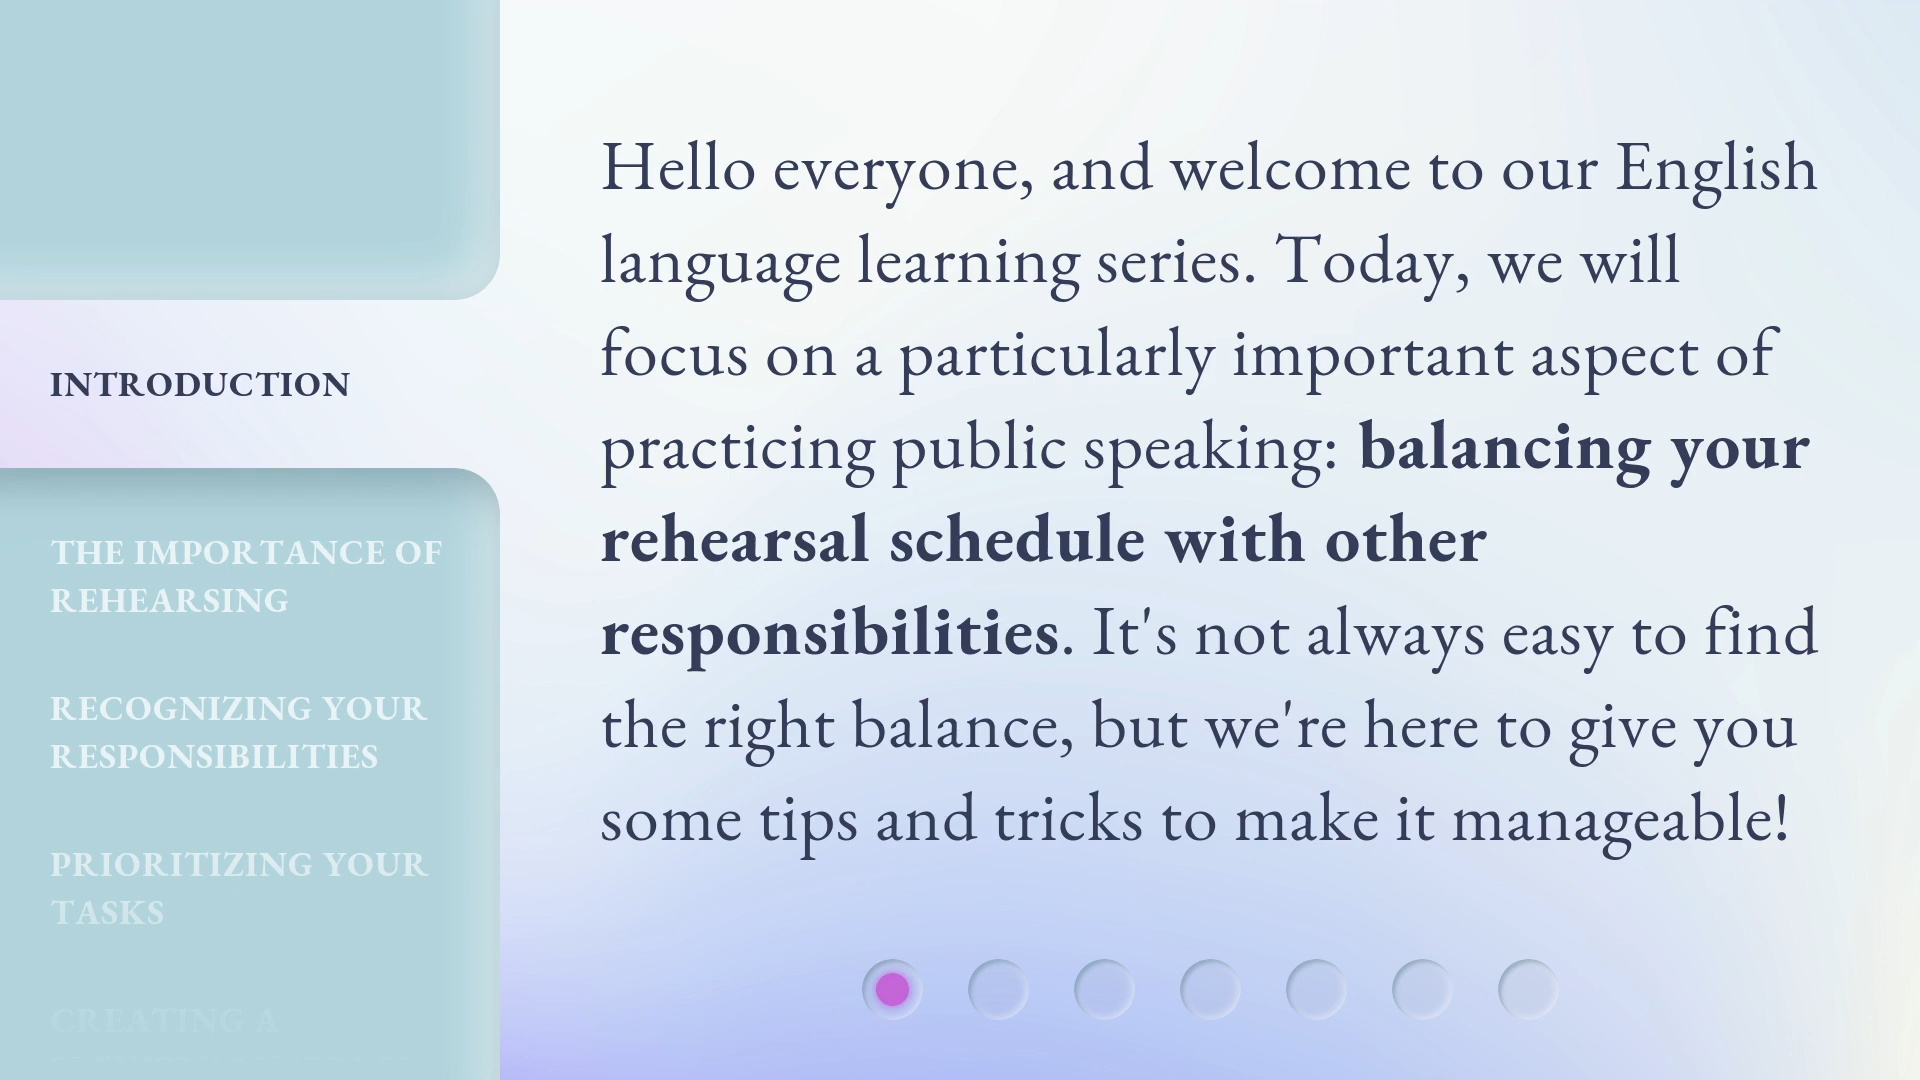 INTRODUCTION
THE IMPORTANCE OF
REHEARSING
RECOGNIZING YOUR
RESPONSIBILITIES
PRIORITIZING YOUR
TASKS
CREATING A
Hello everyone, and welcome to our English
language learning series. Today, we will
focus on a particularly important aspect of
practicing public speaking: balancing your
rehearsal schedule with other
responsibilities. It's not always easy to find
the right balance, but we're here to give you
some tips and tricks to make it manageable!